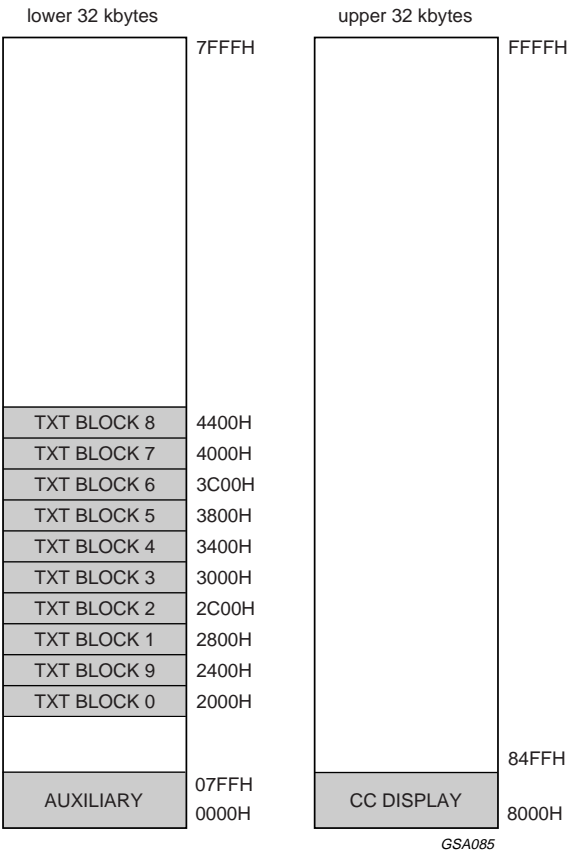 lower 32 kbytes
upper 32 kbytes
7FFFH
FFFFH
TXT BLOCK 8 4400H
TXT BLOCK 7 4000H
TXT BLOCK 6 3C00H
TXT BLOCK 5 3800H
TXT BLOCK 4 3400H
TXT BLOCK 3 3000H
TXT BLOCK 2 2C00H
TXT BLOCK 1 2800H
TXT BLOCK 9 2400H
TXT BLOCK 0 2000H
84FFH
07FFH
AUXILIARY
0000H
CC DISPLAY
8000H
GSA085